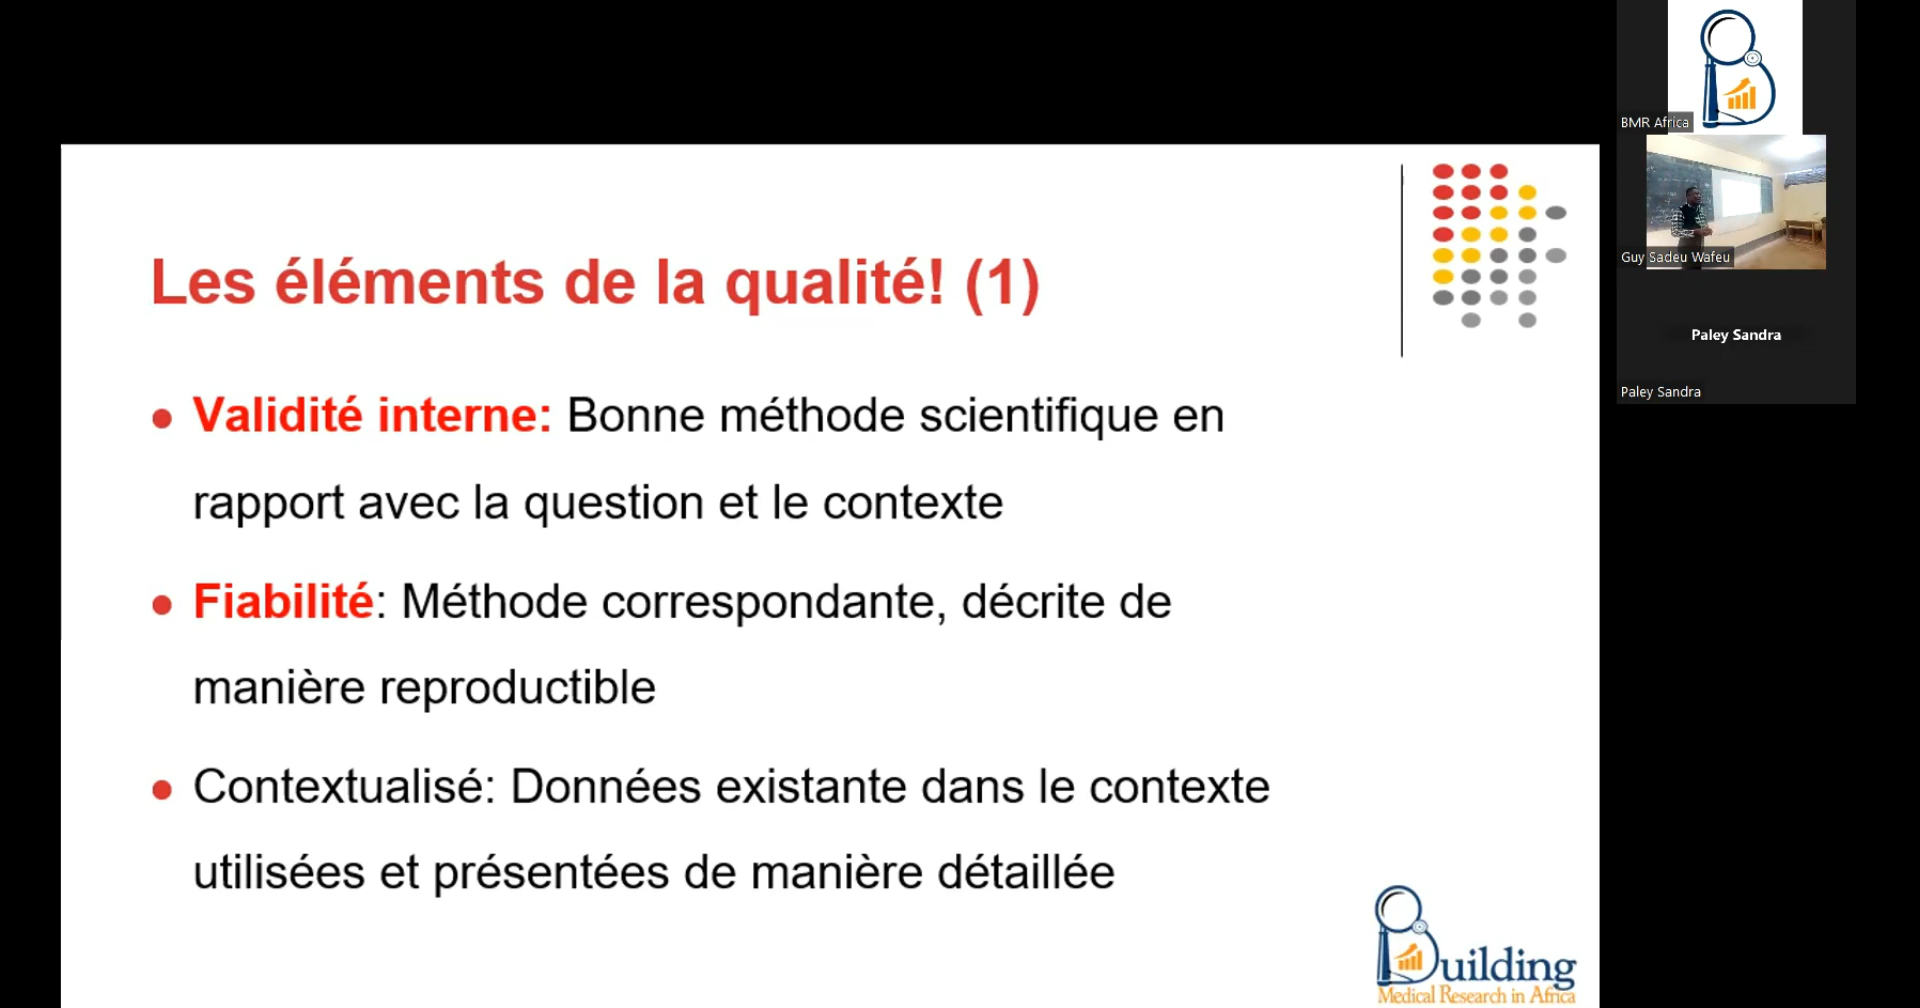 Les éléments de la qualité! (1)
Validité interne: Bonne méthode scientifique en
rapport avec la question et le contexte
Fiabilité: Méthode correspondante, décrite de
manière reproductible
Contextualisé: Données existante dans le contexte
utilisées et présentées de manière détaillée
Building
Medical Research in Africa
BMR Africa
Guy Sadeu Wafeu
Paley Sandra
Paley Sandra